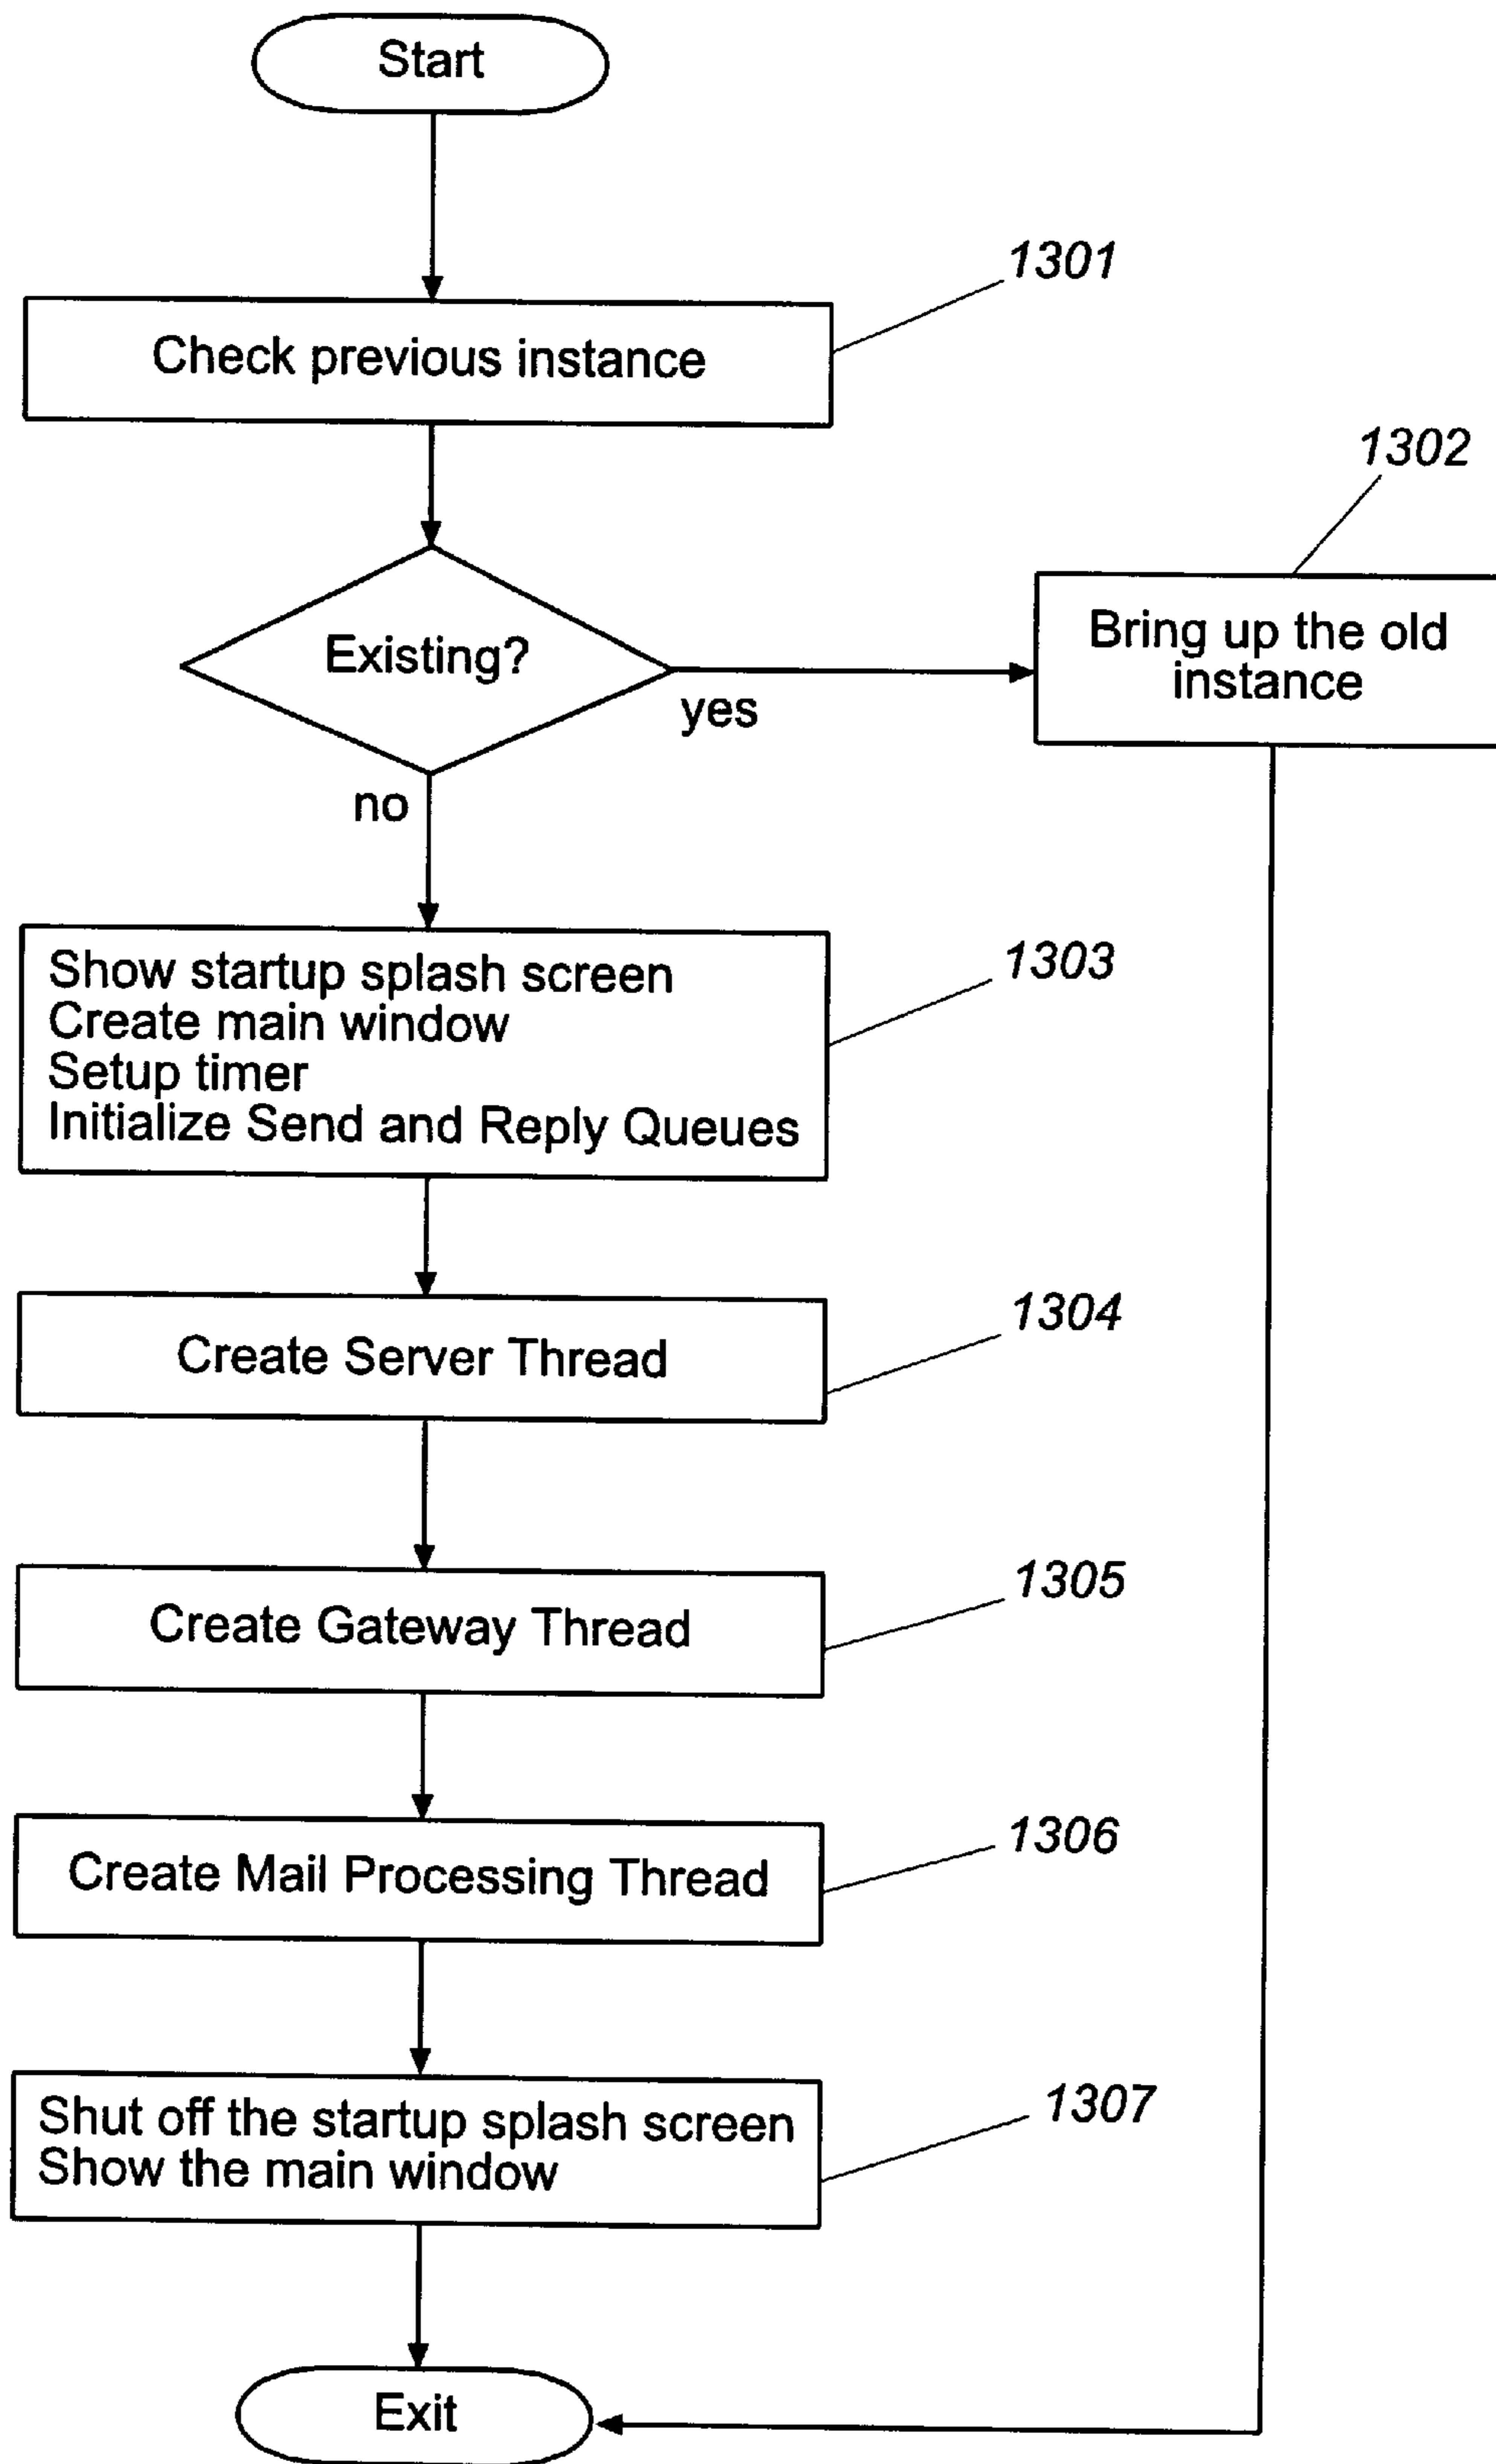 Start
1301
Check previous instance
1302
Existing?
Bring up the old
instance
yes
no
1303
Show startup splash screen
Create main window
Setup timer
Initialize Send and Reply Queues
1304
Create Server Thread
1305
Create Gateway Thread
1306
Create Mail Processing Thread
1307
Shut off the startup splash screen
Show the main window
Exit